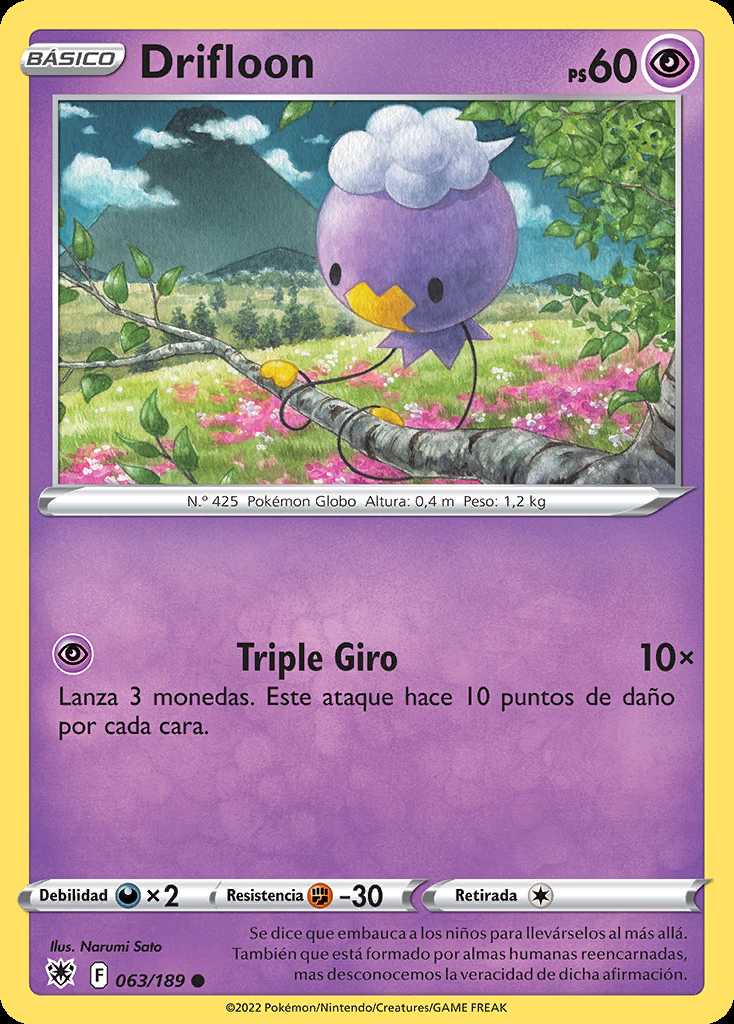 BÁSICO Drifloon PS60
N.º 425 Pokémon Globo Altura: 0,4 m Peso: 1,2 kg
Triple Giro 10×
Lanza 3 monedas. Este ataque hace 10 puntos de daño
por cada cara.
Debilidad ×2 Resistencia -30 Retirada
Ilus. Narumi Sato
F 063/189
Se dice que embauca a los niños para llevárselos al más allá.
También que está formado por almas humanas reencarnadas,
mas desconocemos la veracidad de dicha afirmación.
©2022 Pokémon/Nintendo/Creatures/GAME FREAK